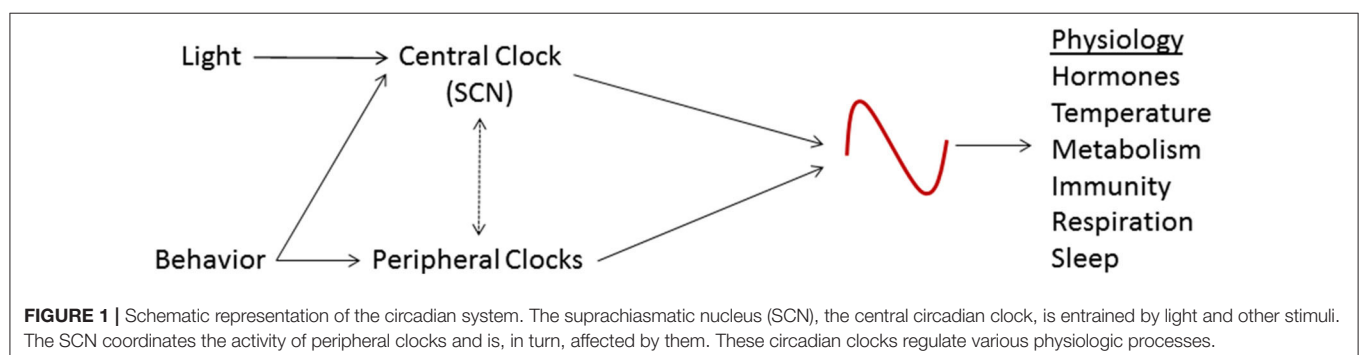 Light
Central Clock
(SCN)
Behavior
Peripheral Clocks
Physiology
Hormones
Temperature
Metabolism
Immunity
Respiration
Sleep
FIGURE 1 | Schematic representation of the circadian system. The suprachiasmatic nucleus (SCN), the central circadian clock, is entrained by light and other stimuli.
The SCN coordinates the activity of peripheral clocks and is, in turn, affected by them. These circadian clocks regulate various physiologic processes.